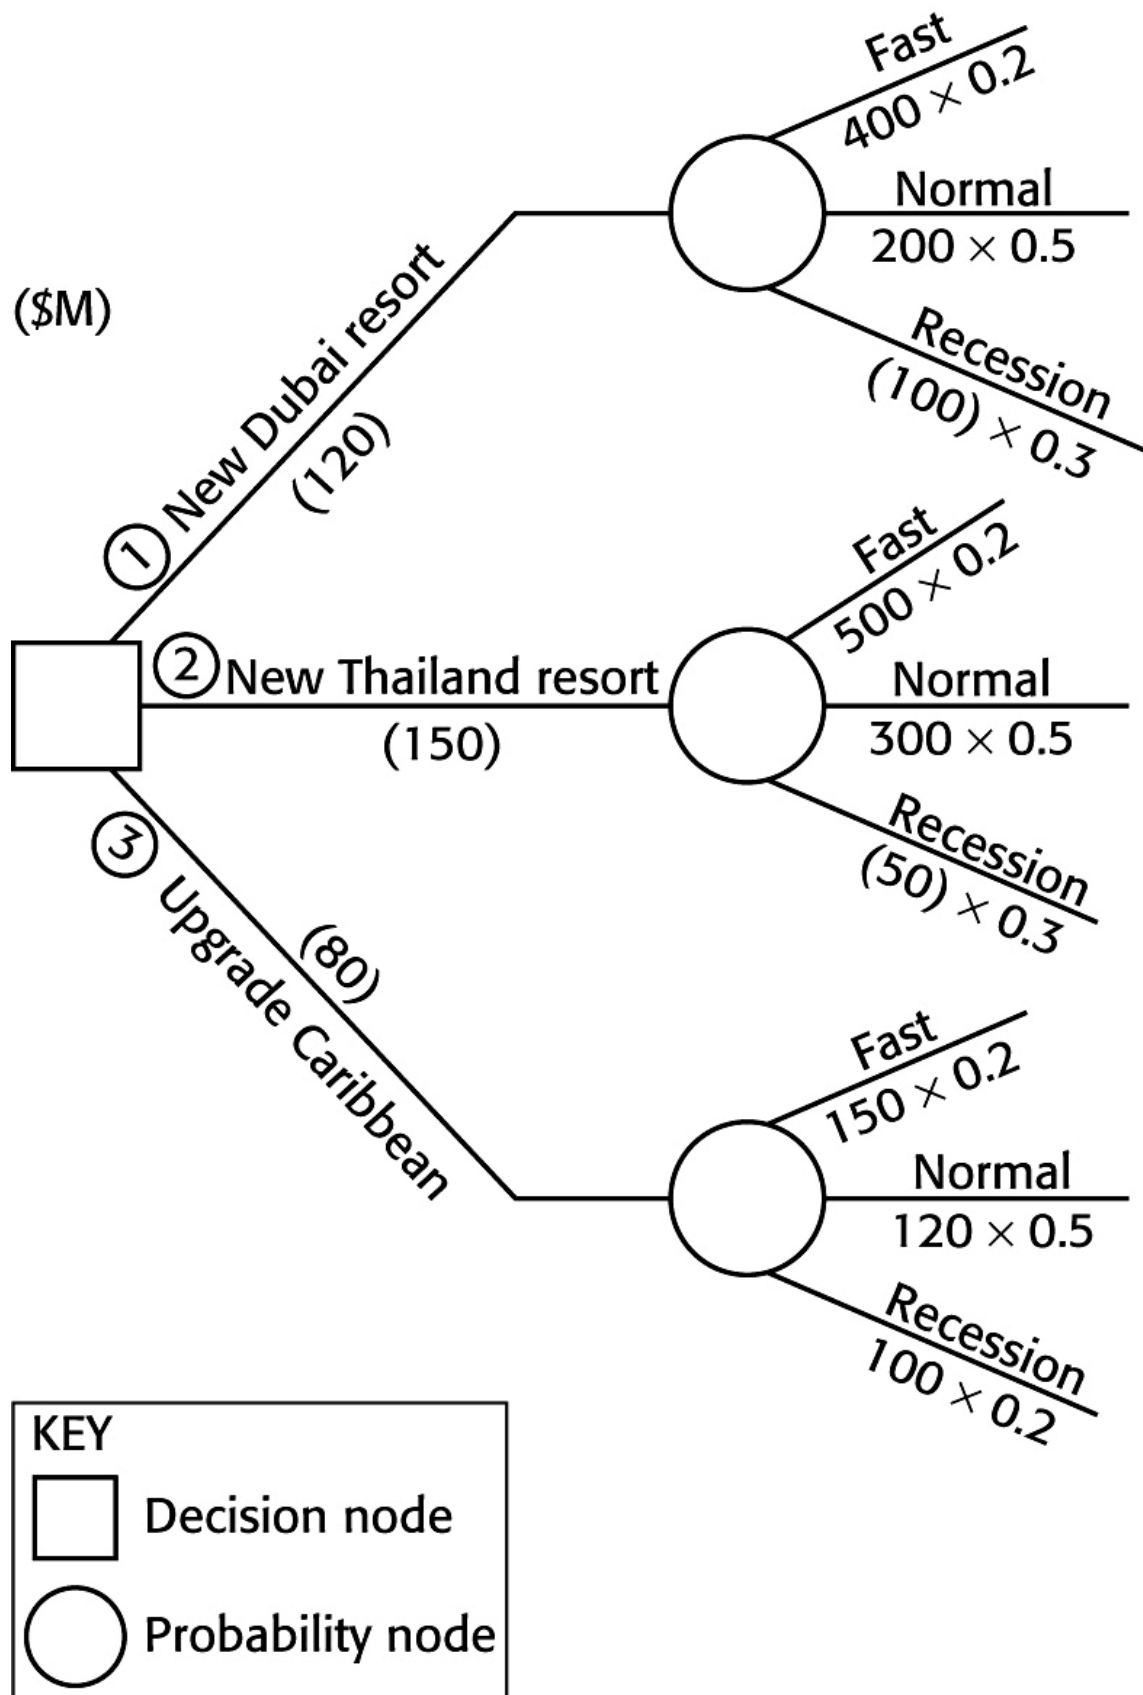 Fast
400 × 0.2
Normal
200 × 0.5
Recession
(100) × 0.3
($M)
1 New Dubai resort
(120)
Fast
500 × 0.2
2 New Thailand resort
(150)
Normal
300 × 0.5
Recession
(50) × 0.3
3 Upgrade Caribbean
(80)
Fast
150 × 0.2
Normal
120 × 0.5
Recession
100 × 0.2
KEY
Decision node
Probability node